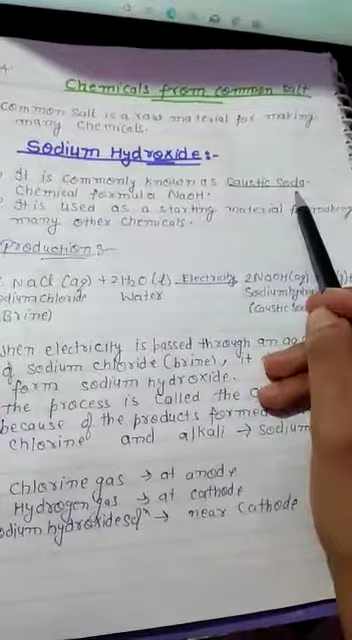 Chemicals from common salt
Common salt is a raw material for making
many chemicals.
Sodium Hydroxide:-
It is commonly known as Caustic Soda.
Chemical formula NaOH.
It is used as a starting material for making
many other chemicals.
Production:-
NaCl (aq) + 2H2O (l) Electricity 2NaOH(aq)
Sodium chloride Water Sodium
(Brine) (Caustic
When electricity is passed through an
of sodium chloride (brine), it
form sodium hydroxide.
The process is called the
because of the products formed
chlorine and alkali → sodium
Chlorine gas → at anode
Hydrogen gas → at cathode
Sodium hydroxide solⁿ → near cathode